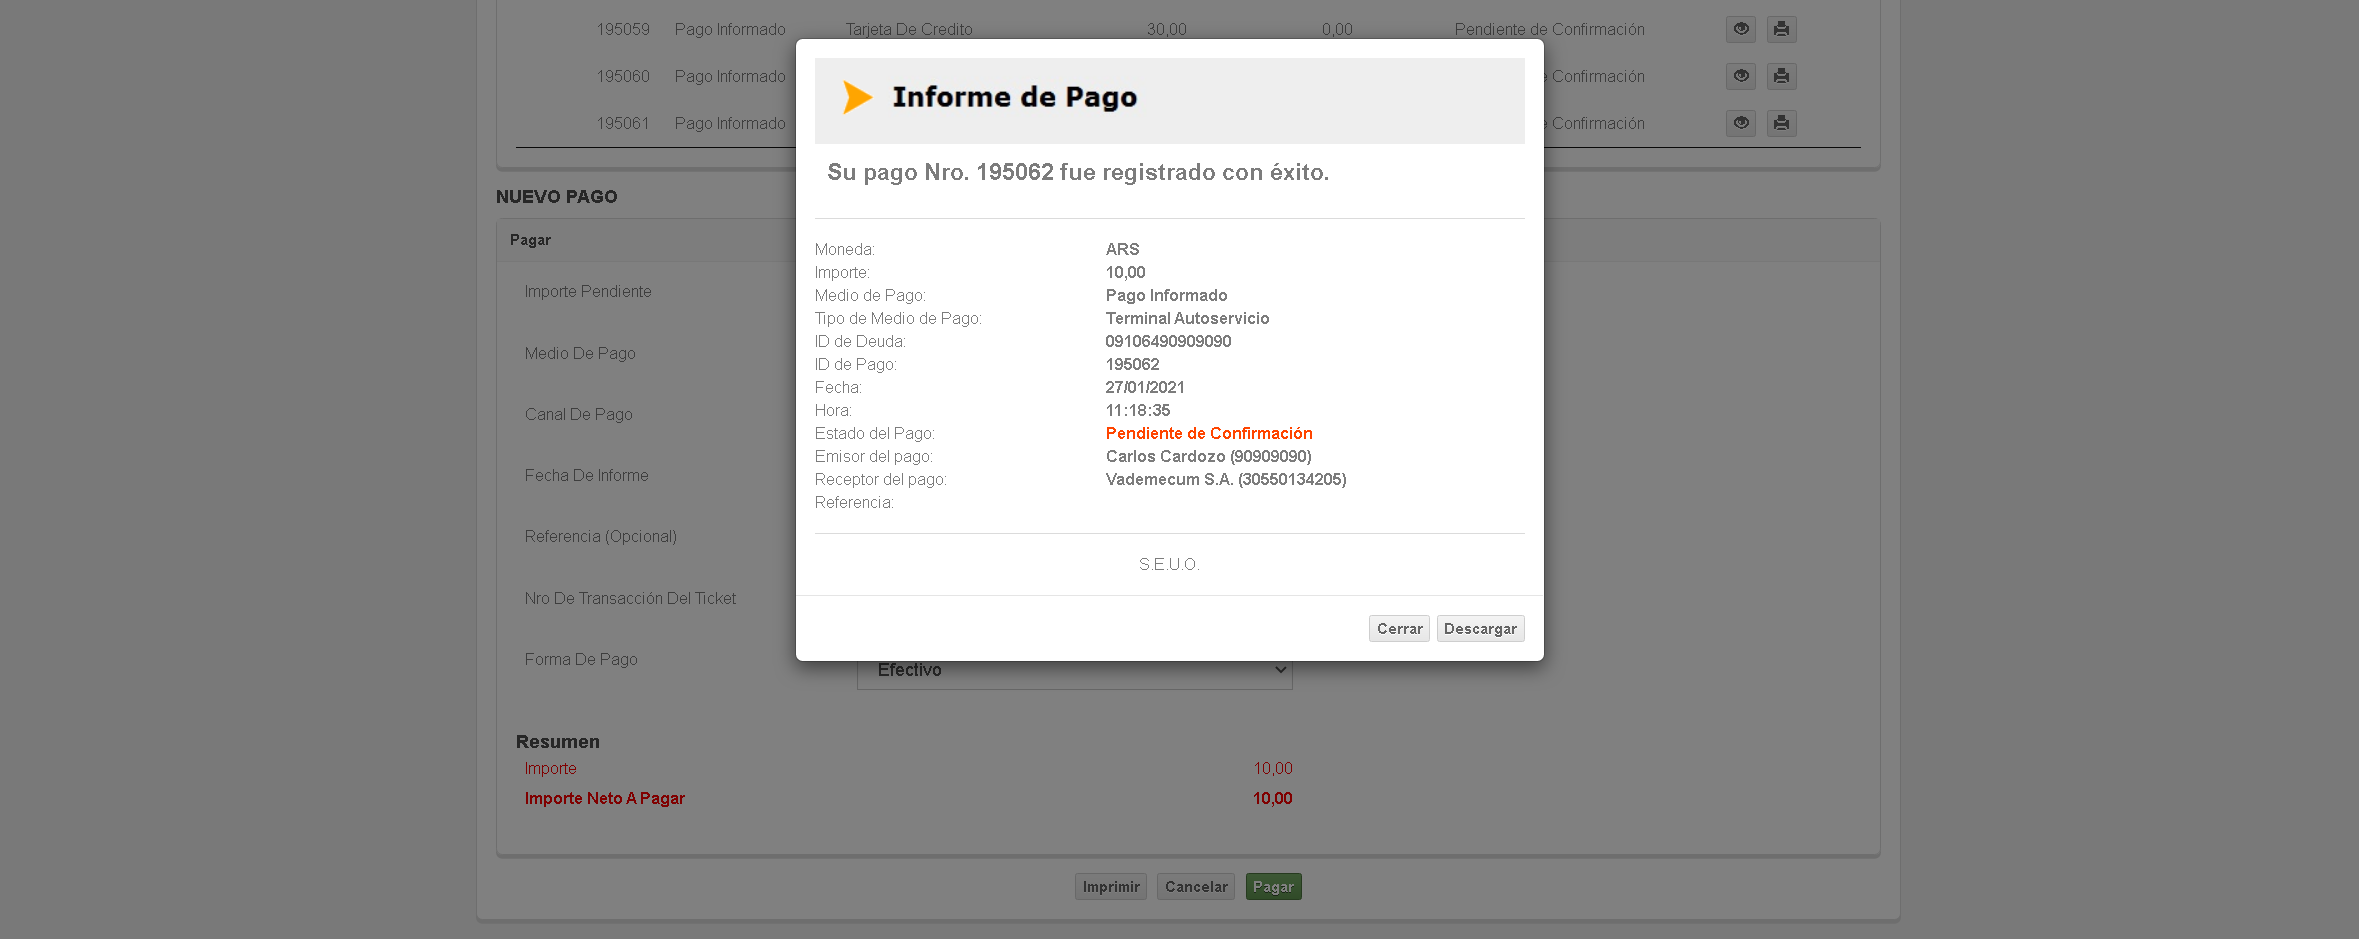 195059 Pago Informado Tarjeta De Credito 30,00 0,00 Pendiente de Confirmación
195060 Pago Informado Confirmación
195061 Pago Informado Confirmación
Informe de Pago
Su pago Nro. 195062 fue registrado con éxito.
Moneda: ARS
Importe: 10,00
Medio de Pago: Pago Informado
Tipo de Medio de Pago: Terminal Autoservicio
ID de Deuda: 09106490909090
ID de Pago: 195062
Fecha: 27/01/2021
Hora: 11:18:35
Estado del Pago: Pendiente de Confirmación
Emisor del pago: Carlos Cardozo (90909090)
Receptor del pago: Vademecum S.A. (30550134205)
Referencia:
S.E.U.O.
Cerrar Descargar
NUEVO PAGO
Pagar
Importe Pendiente
Medio De Pago
Canal De Pago
Fecha De Informe
Referencia (Opcional)
Nro De Transacción Del Ticket
Forma De Pago Efectivo
Resumen
Importe 10,00
Importe Neto A Pagar 10,00
Imprimir Cancelar Pagar